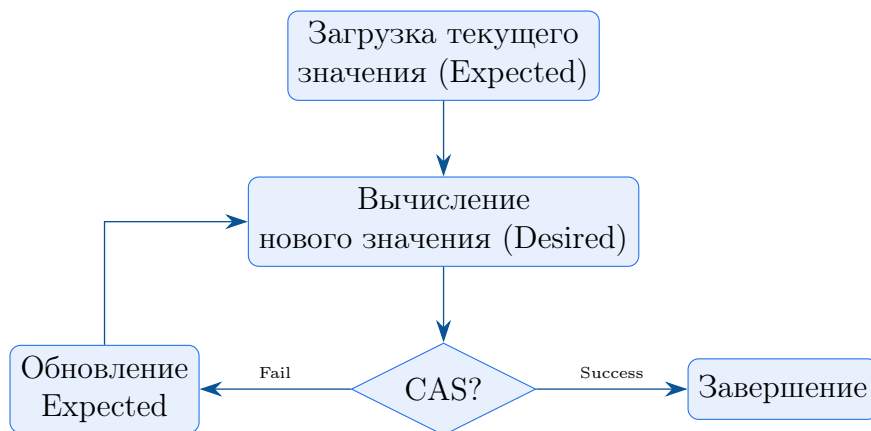 Загрузка текущего
значения (Expected)
Вычисление
нового значения (Desired)
Обновление
Expected
Fail
CAS?
Success
Завершение